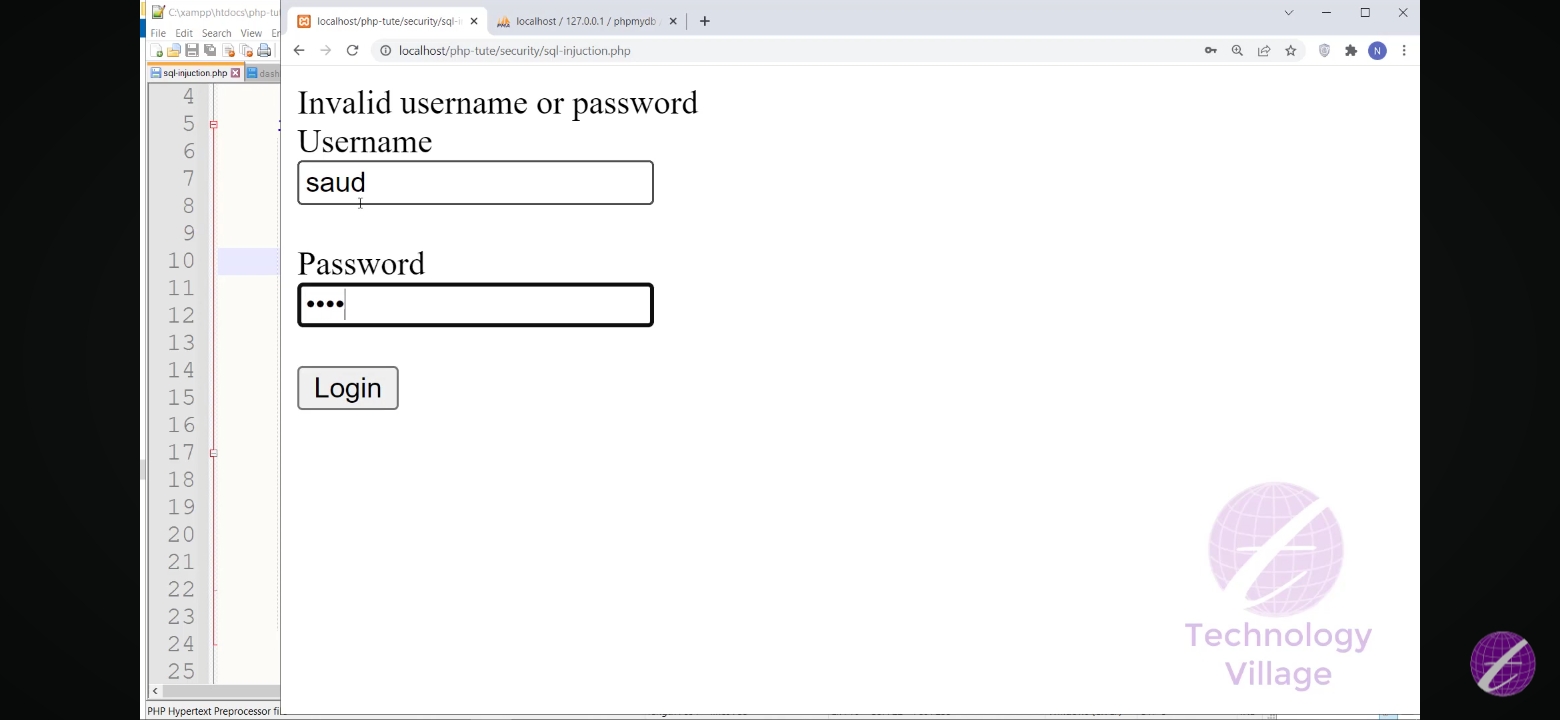 C:\xampp\htdocs\php-tu
File Edit Search View En
sql-injuction.php dash
localhost/php-tute/security/sql-i
localhost / 127.0.0.1 / phpmydb
localhost/php-tute/security/sql-injuction.php
N
4
5
6
7
8
9
10
11
12
13
14
15
16
17
18
19
20
21
22
23
24
25
Invalid username or password
Username
saud
Password
••••
Login
Technology
Village
PHP Hypertext Preprocessor fi